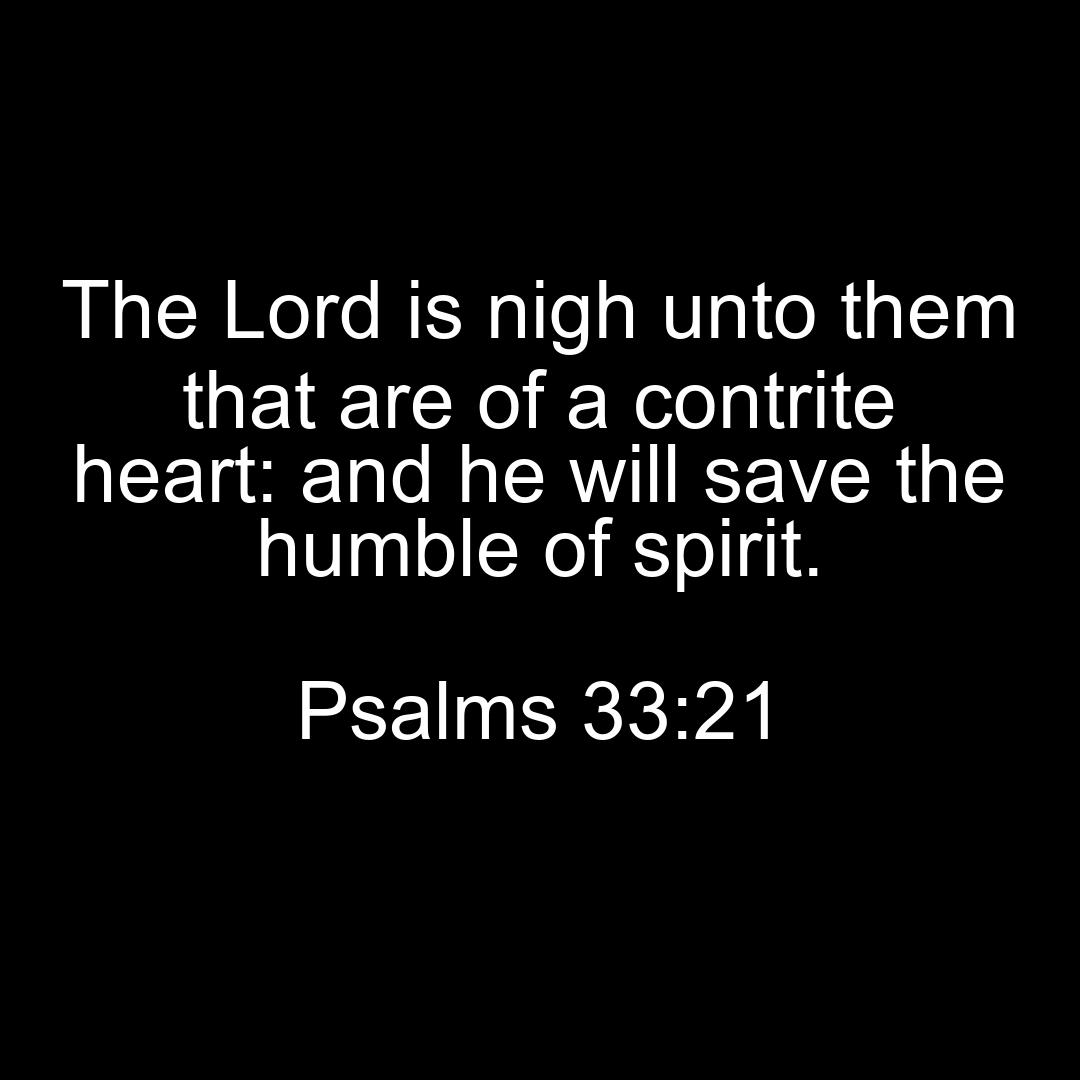 The Lord is nigh unto them
that are of a contrite
heart: and he will save the
humble of spirit.
Psalms 33:21